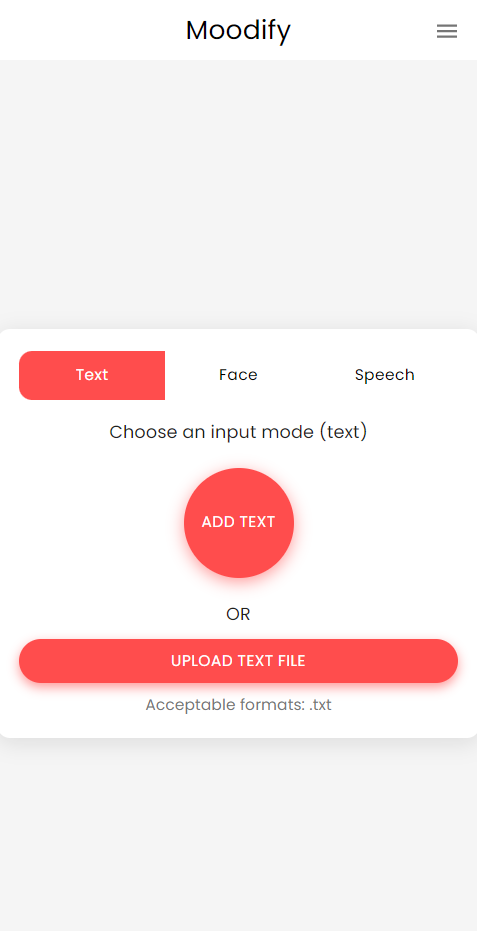 Moodify
Text Face Speech
Choose an input mode (text)
ADD TEXT
OR
UPLOAD TEXT FILE
Acceptable formats: .txt